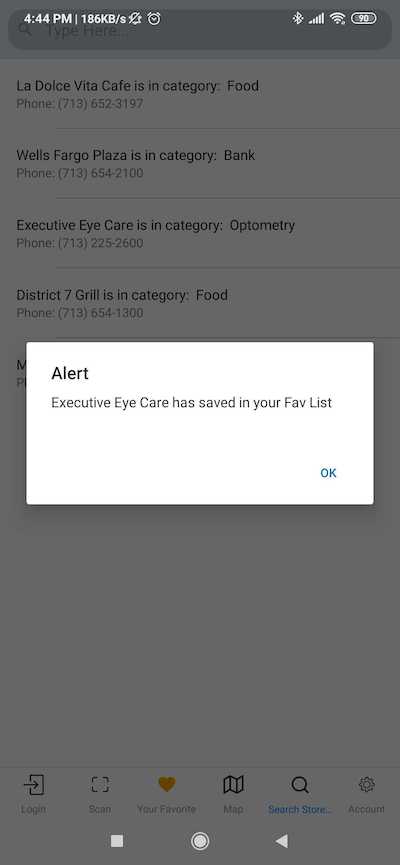 4:44 PM | 186KB/s 90
Type Here...
La Dolce Vita Cafe is in category: Food
Phone: (713) 652-3197
Wells Fargo Plaza is in category: Bank
Phone: (713) 654-2100
Executive Eye Care is in category: Optometry
Phone: (713) 225-2600
District 7 Grill is in category: Food
Phone: (713) 654-1300
Alert
Executive Eye Care has saved in your Fav List
OK
Login Scan Your Favorite Map Search Store... Account